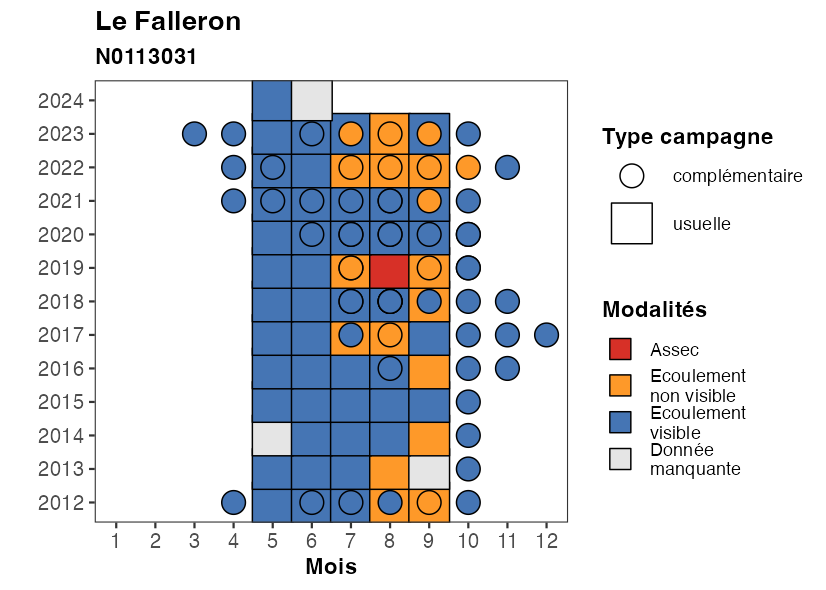 Le Falleron
N0113031
2024
2023
2022
2021
2020
2019
2018
2017
2016
2015
2014
2013
2012
1 2 3 4 5 6 7 8 9 10 11 12
Mois
Type campagne
complémentaire
usuelle
Modalités
Assec
Ecoulement
non visible
Ecoulement
visible
Donnée
manquante